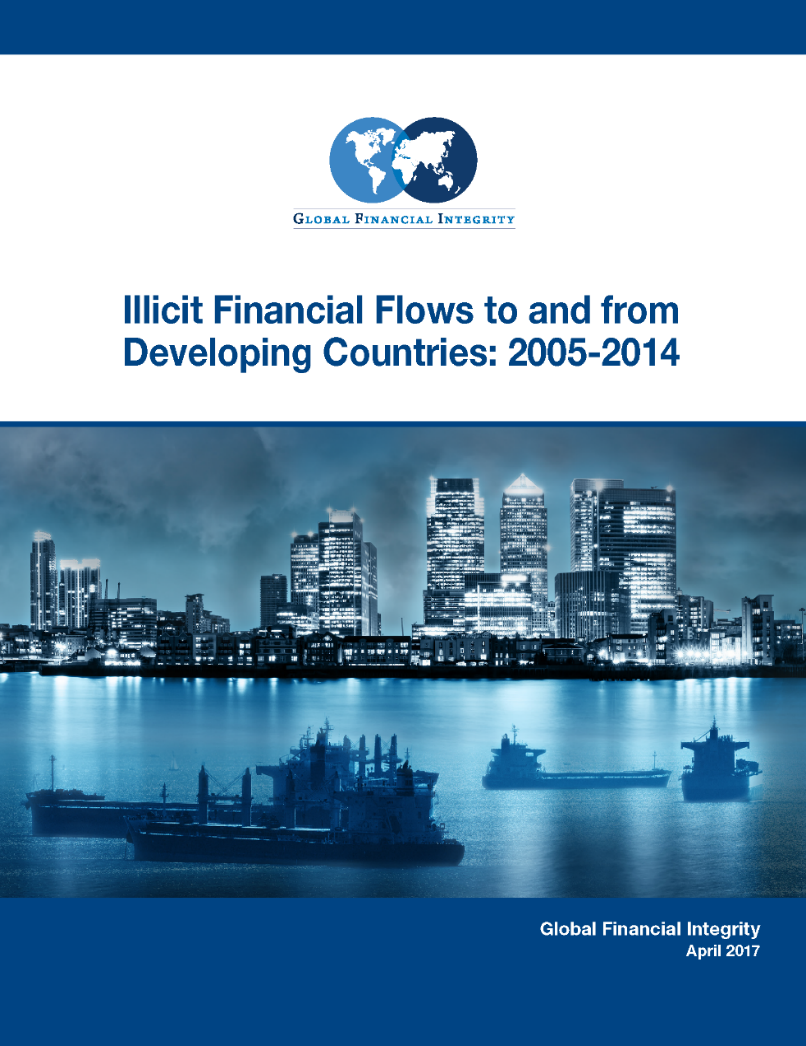 GLOBAL FINANCIAL INTEGRITY
Illicit Financial Flows to and from
Developing Countries: 2005-2014
Global Financial Integrity
April 2017